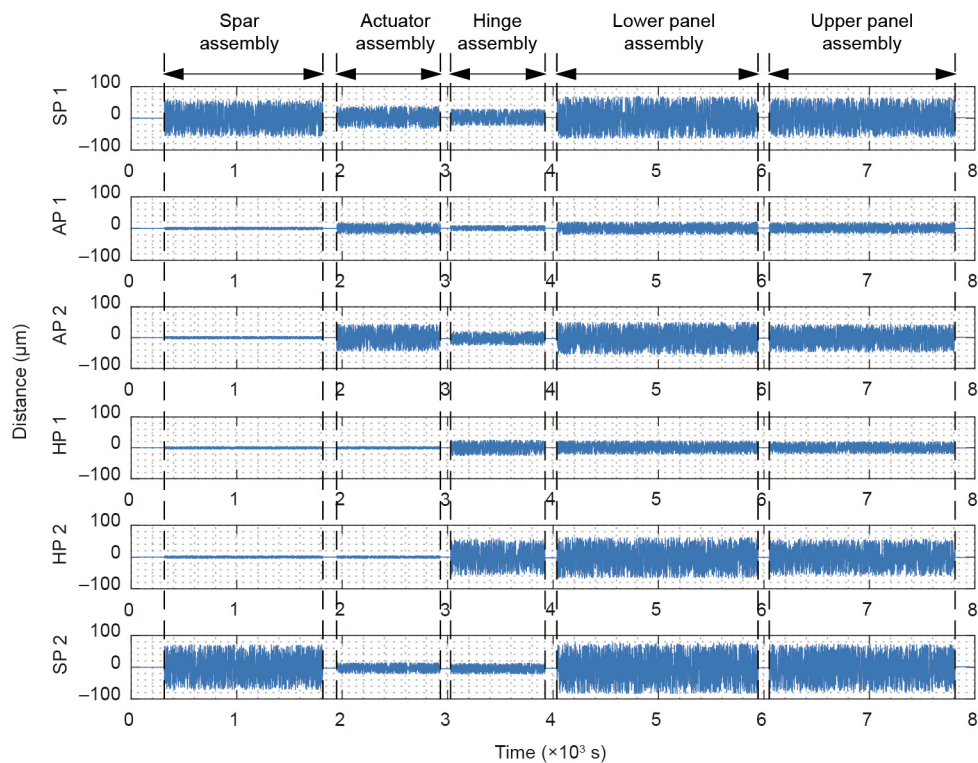 Spar assembly
Actuator assembly
Hinge assembly
Lower panel assembly
Upper panel assembly
Distance (μm)
SP 1
100
0
–100
0 1 2 3 4 5 6 7 8
AP 1
100
0
–100
0 1 2 3 4 5 6 7 8
AP 2
100
0
–100
0 1 2 3 4 5 6 7 8
HP 1
100
0
–100
0 1 2 3 4 5 6 7 8
HP 2
100
0
–100
0 1 2 3 4 5 6 7 8
SP 2
100
0
–100
0 1 2 3 4 5 6 7 8
Time (×10³ s)